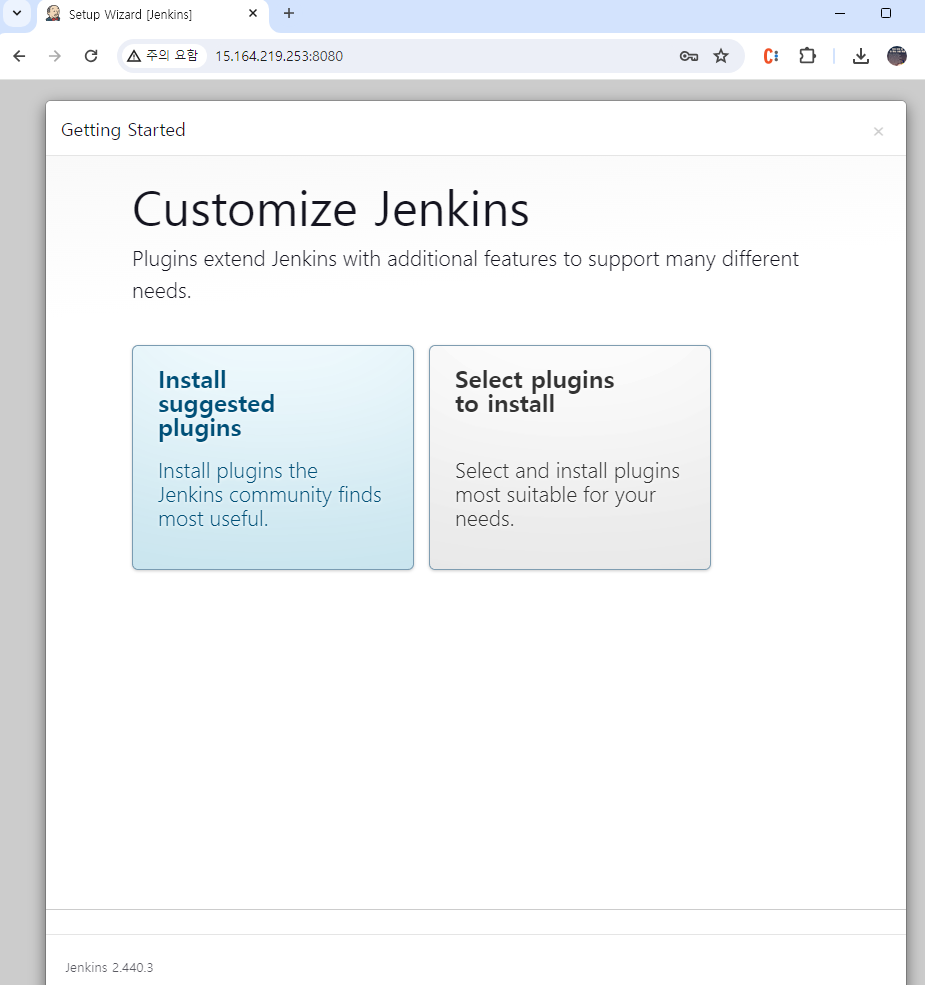 Setup Wizard [Jenkins]
주의 요함
15.164.219.253:8080
Getting Started
Customize Jenkins
Plugins extend Jenkins with additional features to support many different
needs.
Install
suggested
plugins
Install plugins the
Jenkins community finds
most useful.
Select plugins
to install
Select and install plugins
most suitable for your
needs.
Jenkins 2.440.3